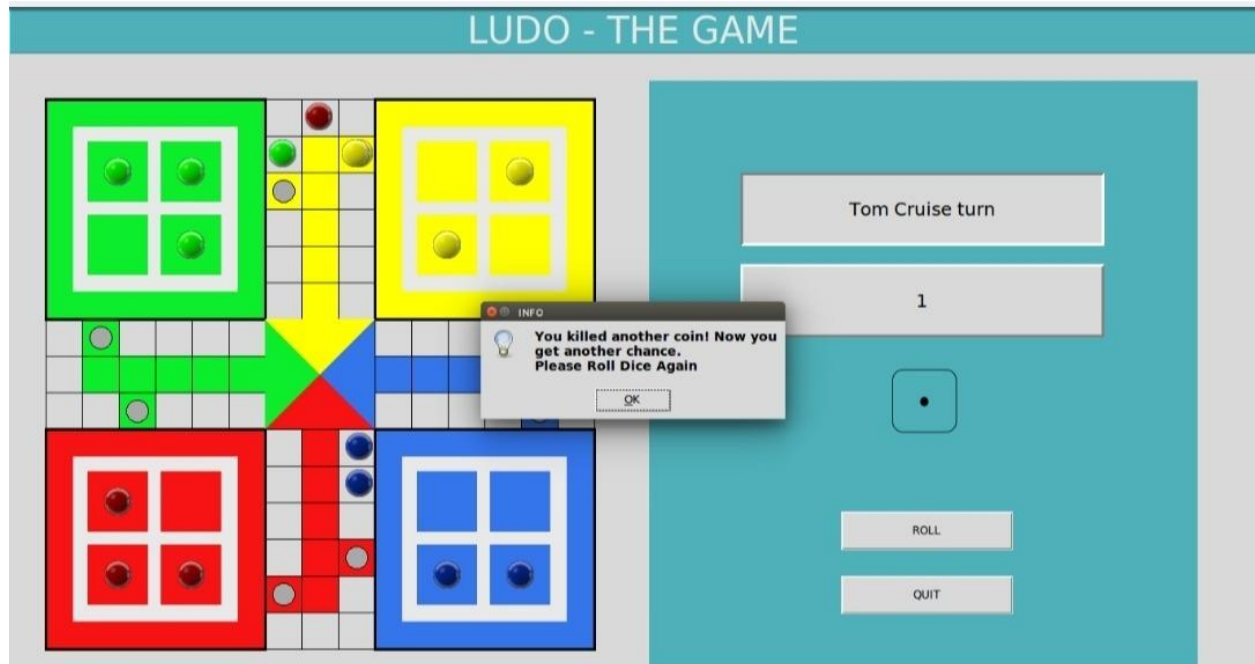 LUDO - THE GAME
Tom Cruise turn
1
INFO
You killed another coin! Now you
get another chance.
Please Roll Dice Again
OK
ROLL
QUIT